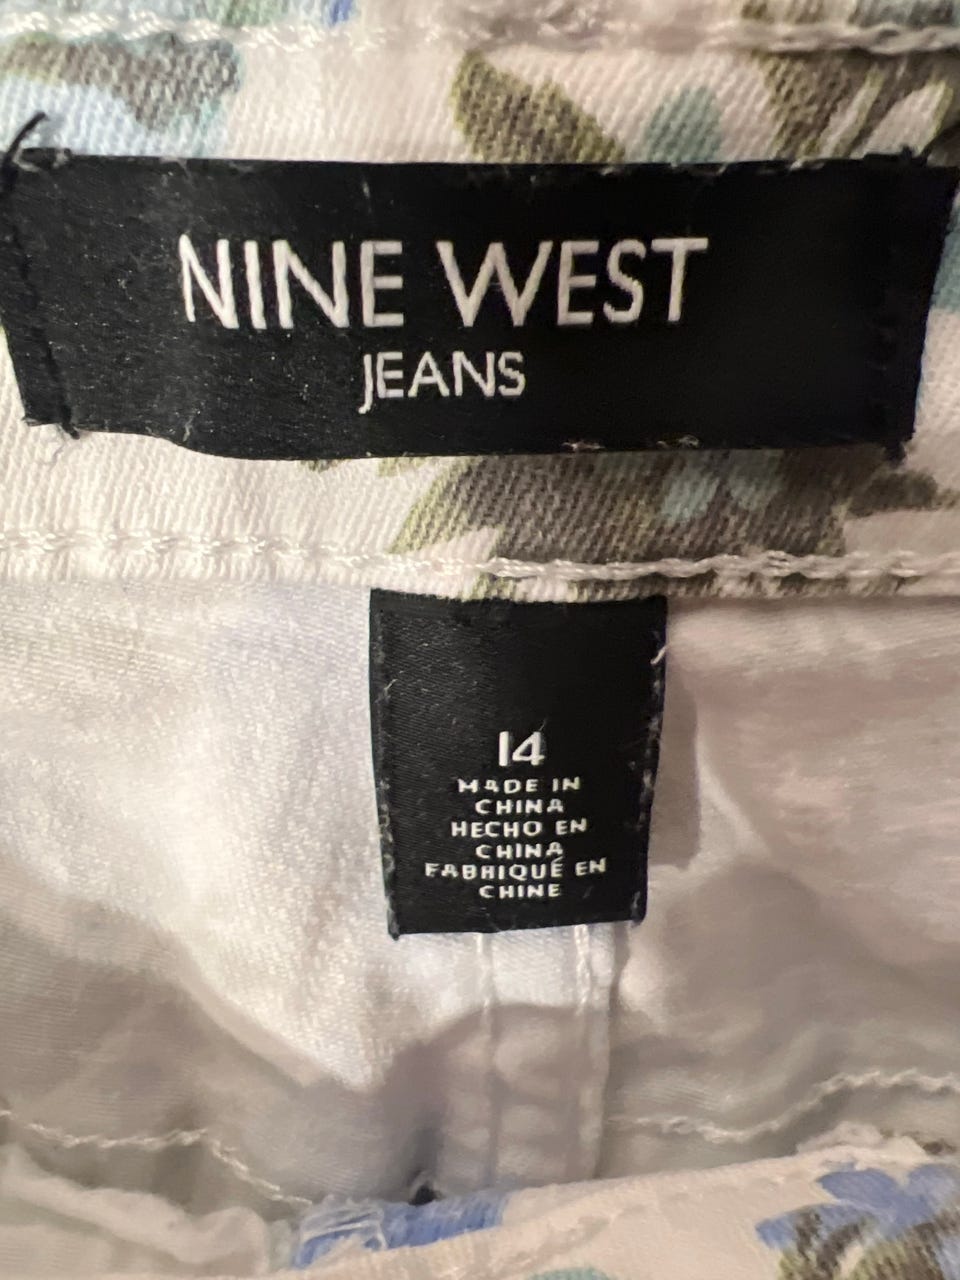 NINE WEST
JEANS
14
MADE IN
CHINA
HECHO EN
CHINA
FABRIQUÉ EN
CHINE